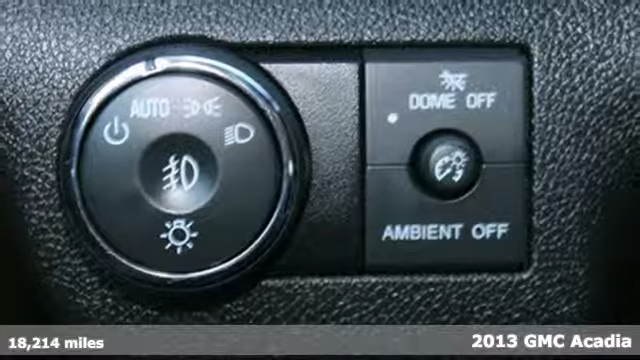 AUTO
DOME OFF
AMBIENT OFF
18,214 miles
2013 GMC Acadia